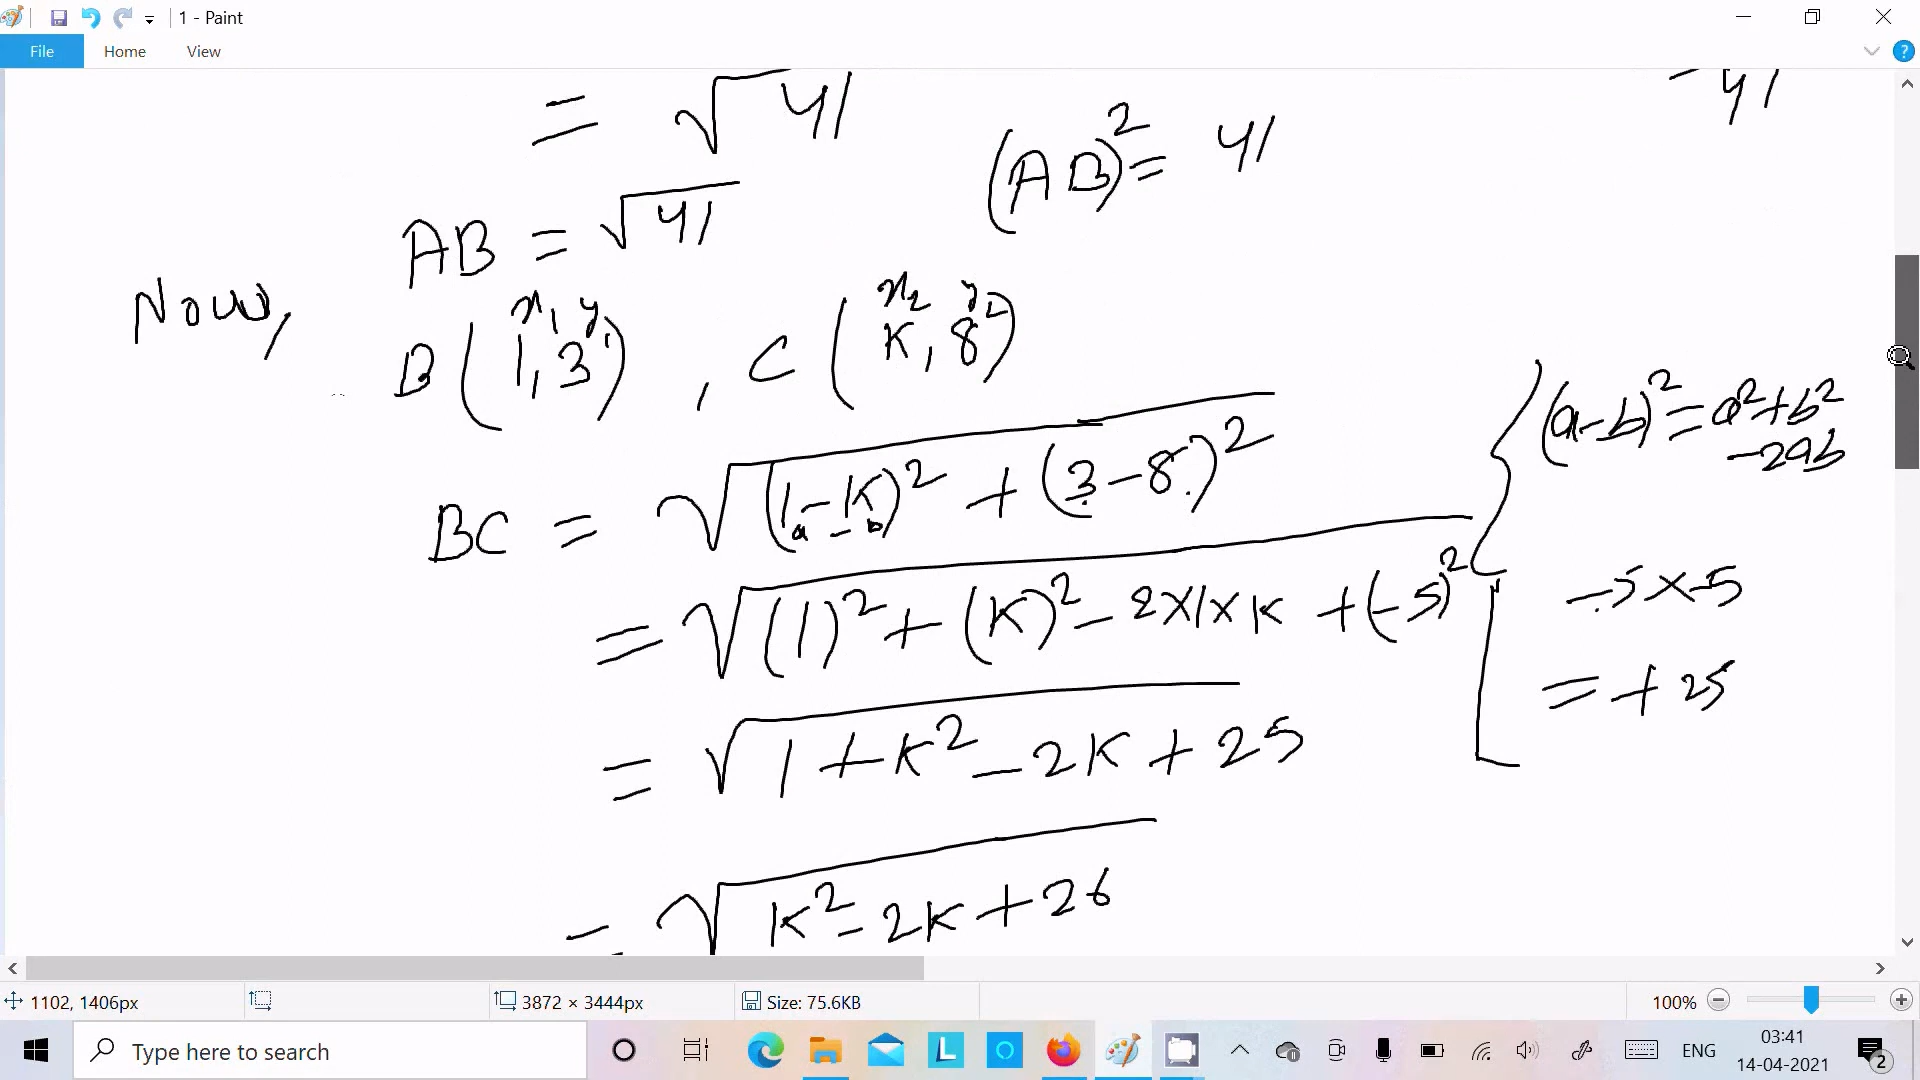 1 - Paint
File Home View
= √41
- 41
(AB)² = 41
AB = √41
Now,
x₁ y₁ x₂ y₂
B (1, 3) , C (K, 8)
(a-b)² = a²+b²
-2ab
BC = √(1-K)² + (3-8)²
a - b
= √(1)² + (K)² - 2×1×K + (-5)²
-5×-5
= +25
= √1+K²-2K+25
= √K²-2K+26
1102, 1406px 3872 × 3444px Size: 75.6KB 100%
Type here to search
L
ENG
03:41
14-04-2021
2